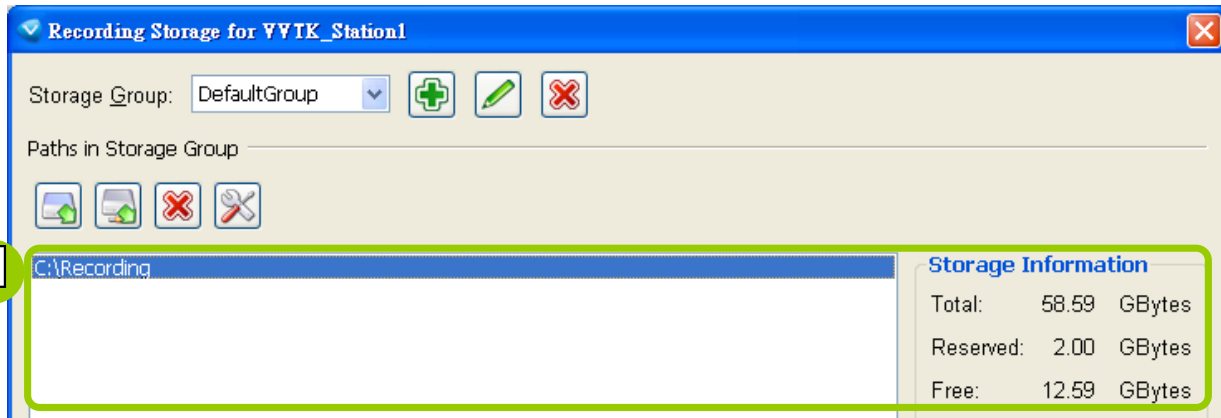 Recording Storage for VVTK_Station1
Storage Group: DefaultGroup
Paths in Storage Group
C:\Recording
Storage Information
Total: 58.59 GBytes
Reserved: 2.00 GBytes
Free: 12.59 GBytes